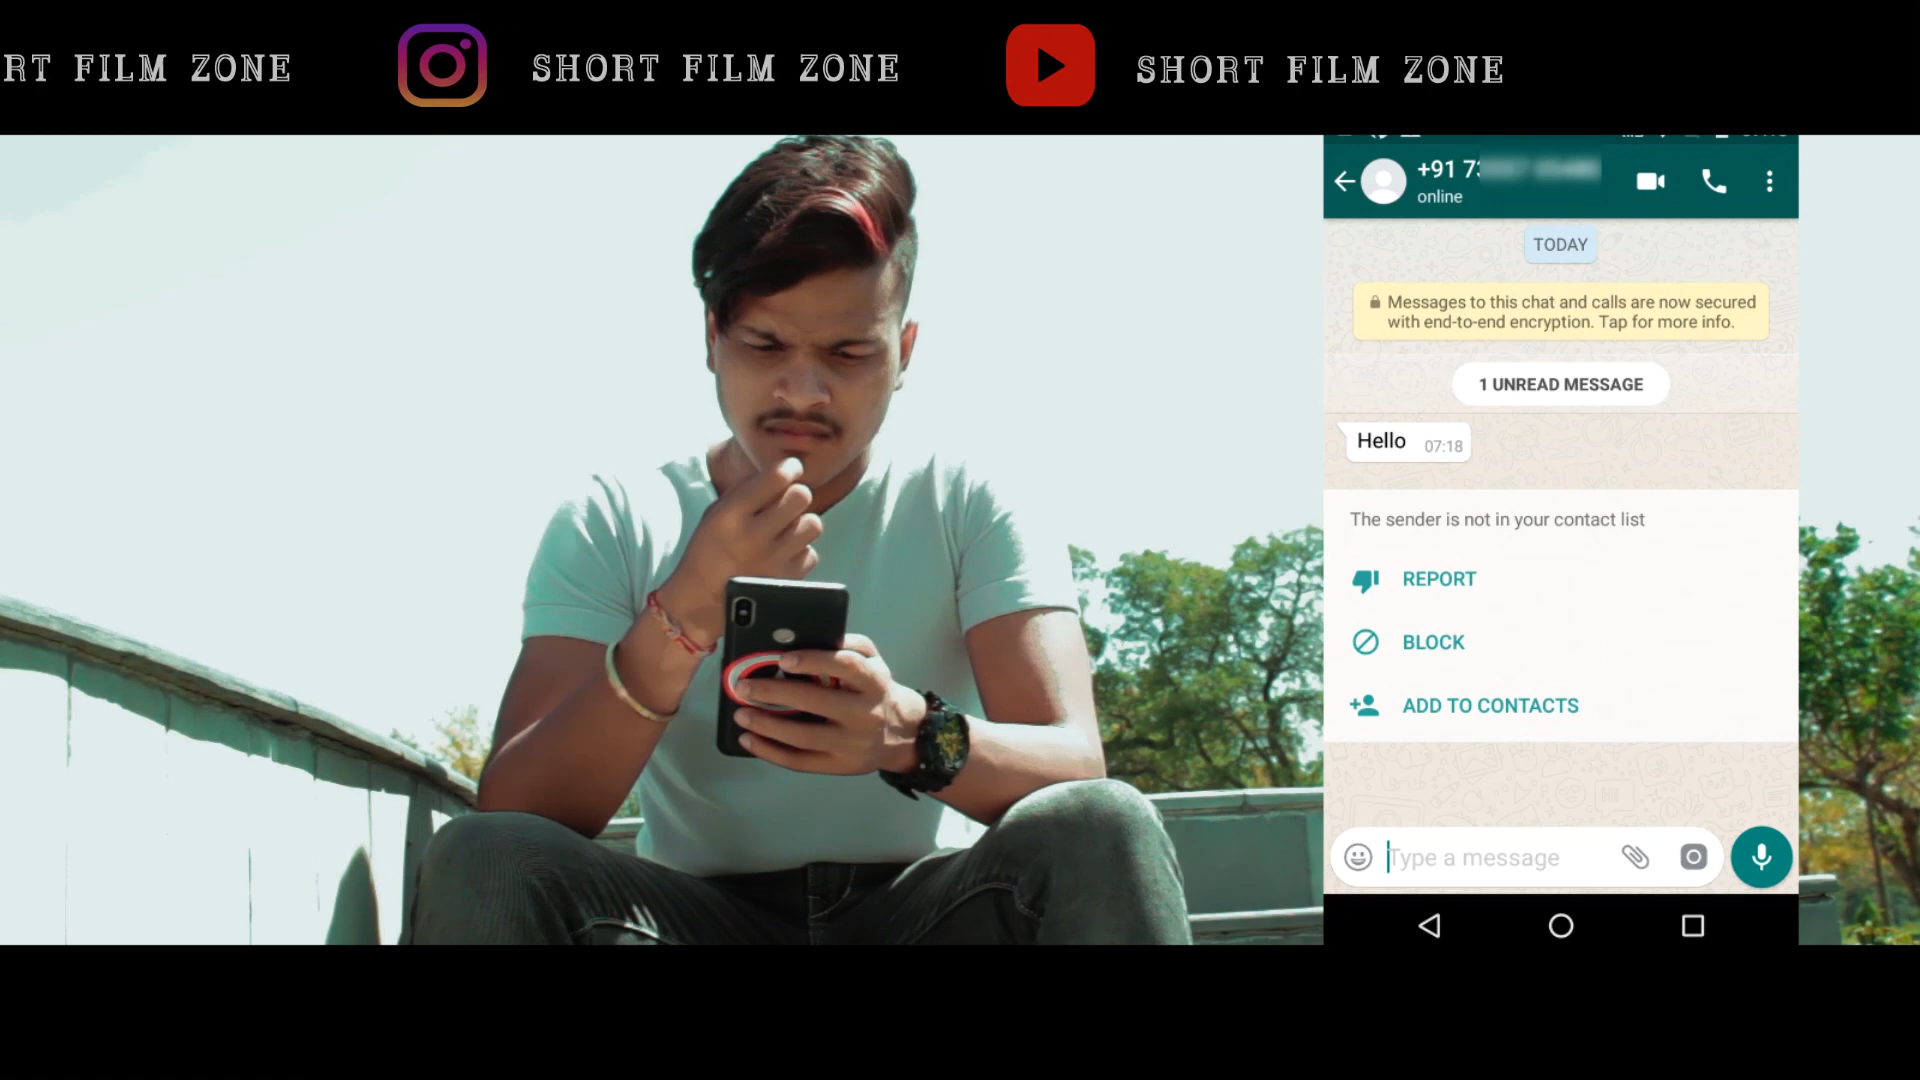 RT FILM ZONE
SHORT FILM ZONE
SHORT FILM ZONE
+91 73
online
TODAY
Messages to this chat and calls are now secured
with end-to-end encryption. Tap for more info.
1 UNREAD MESSAGE
Hello 07:18
The sender is not in your contact list
REPORT
BLOCK
ADD TO CONTACTS
Type a message